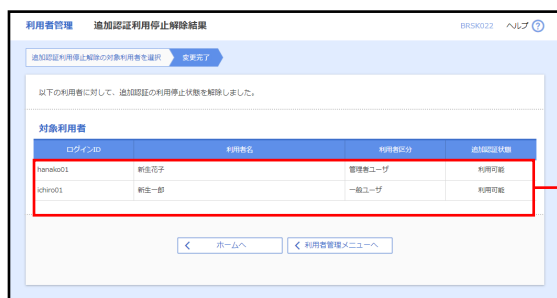 利用者管理 追加認証利用停止解除結果 BRSK022 ヘルプ ?
追加認証利用停止解除の対象利用者を選択 変更完了
以下の利用者に対して、追加認証の利用停止状態を解除しました。
対象利用者
ログインID 利用者名 利用者区分 追加認証状態
hanako01 新生花子 管理者ユーザ 利用可能
ichiro01 新生一郎 一般ユーザ 利用可能
ホームへ 利用者管理メニューへ